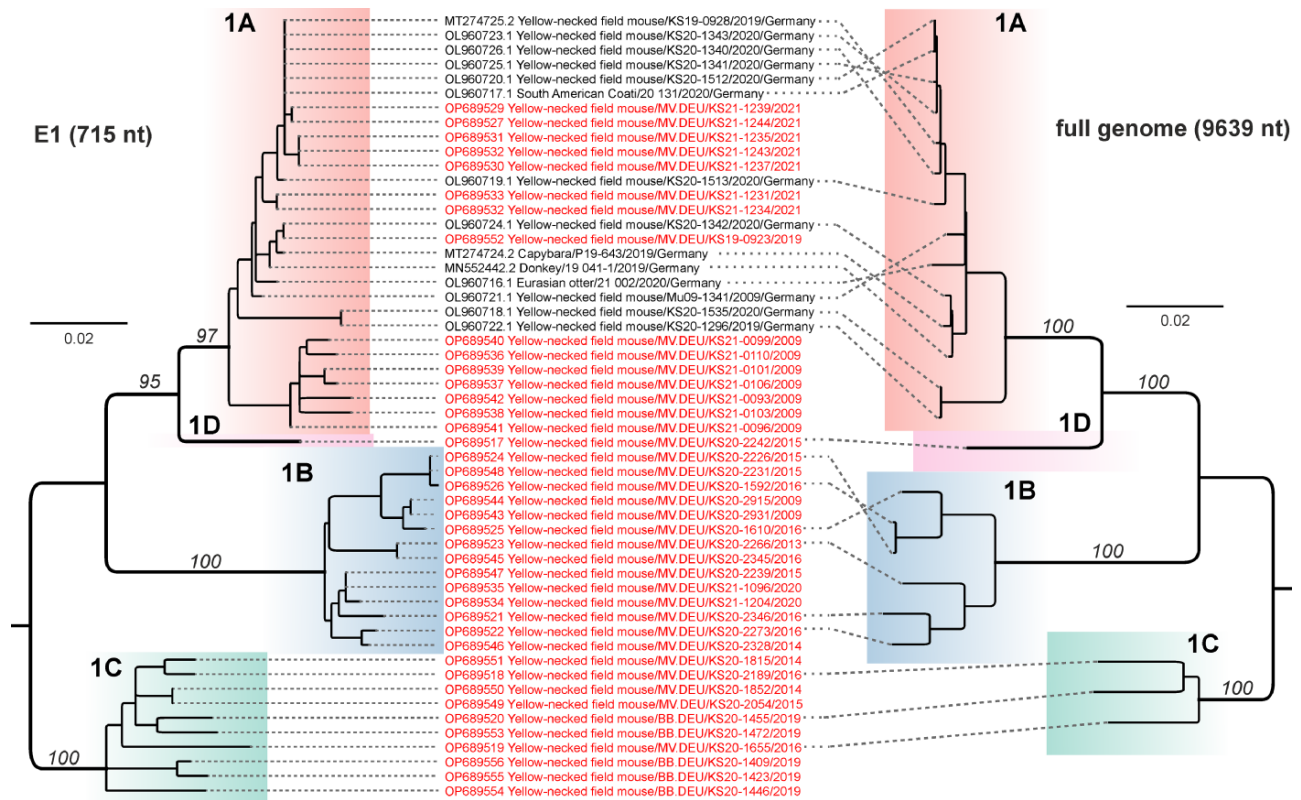 1A
MT274725.2 Yellow-necked field mouse/KS19-0928/2019/Germany
OL960723.1 Yellow-necked field mouse/KS20-1343/2020/Germany
OL960726.1 Yellow-necked field mouse/KS20-1340/2020/Germany
OL960725.1 Yellow-necked field mouse/KS20-1341/2020/Germany
OL960720.1 Yellow-necked field mouse/KS20-1512/2020/Germany
OL960717.1 South American Coati/20 131/2020/Germany
OP689529 Yellow-necked field mouse/MV.DEU/KS21-1239/2021
OP689527 Yellow-necked field mouse/MV.DEU/KS21-1244/2021
OP689531 Yellow-necked field mouse/MV.DEU/KS21-1235/2021
OP689532 Yellow-necked field mouse/MV.DEU/KS21-1243/2021
OP689530 Yellow-necked field mouse/MV.DEU/KS21-1237/2021
OL960719.1 Yellow-necked field mouse/KS20-1513/2020/Germany
OP689533 Yellow-necked field mouse/MV.DEU/KS21-1231/2021
OP689532 Yellow-necked field mouse/MV.DEU/KS21-1234/2021
OL960724.1 Yellow-necked field mouse/KS20-1342/2020/Germany
OP689552 Yellow-necked field mouse/MV.DEU/KS19-0923/2019
MT274724.2 Capybara/P19-643/2019/Germany
MN552442.2 Donkey/19 041-1/2019/Germany
OL960716.1 Eurasian otter/21 002/2020/Germany
OL960721.1 Yellow-necked field mouse/Mu09-1341/2009/Germany
OL960718.1 Yellow-necked field mouse/KS20-1535/2020/Germany
OL960722.1 Yellow-necked field mouse/KS20-1296/2019/Germany
OP689540 Yellow-necked field mouse/MV.DEU/KS21-0099/2009
OP689536 Yellow-necked field mouse/MV.DEU/KS21-0110/2009
OP689539 Yellow-necked field mouse/MV.DEU/KS21-0101/2009
OP689537 Yellow-necked field mouse/MV.DEU/KS21-0106/2009
OP689542 Yellow-necked field mouse/MV.DEU/KS21-0093/2009
OP689538 Yellow-necked field mouse/MV.DEU/KS21-0103/2009
OP689541 Yellow-necked field mouse/MV.DEU/KS21-0096/2009
OP689517 Yellow-necked field mouse/MV.DEU/KS20-2242/2015
OP689524 Yellow-necked field mouse/MV.DEU/KS20-2226/2015
OP689548 Yellow-necked field mouse/MV.DEU/KS20-2231/2015
OP689526 Yellow-necked field mouse/MV.DEU/KS20-1592/2016
OP689544 Yellow-necked field mouse/MV.DEU/KS20-2915/2009
OP689543 Yellow-necked field mouse/MV.DEU/KS20-2931/2009
OP689525 Yellow-necked field mouse/MV.DEU/KS20-1610/2016
OP689523 Yellow-necked field mouse/MV.DEU/KS20-2266/2013
OP689545 Yellow-necked field mouse/MV.DEU/KS20-2345/2016
OP689547 Yellow-necked field mouse/MV.DEU/KS20-2239/2015
OP689535 Yellow-necked field mouse/MV.DEU/KS21-1096/2020
OP689534 Yellow-necked field mouse/MV.DEU/KS21-1204/2020
OP689521 Yellow-necked field mouse/MV.DEU/KS20-2346/2016
OP689522 Yellow-necked field mouse/MV.DEU/KS20-2273/2016
OP689546 Yellow-necked field mouse/MV.DEU/KS20-2328/2014
OP689551 Yellow-necked field mouse/MV.DEU/KS20-1815/2014
OP689518 Yellow-necked field mouse/MV.DEU/KS20-2189/2016
OP689550 Yellow-necked field mouse/MV.DEU/KS20-1852/2014
OP689549 Yellow-necked field mouse/MV.DEU/KS20-2054/2015
OP689520 Yellow-necked field mouse/BB.DEU/KS20-1455/2019
OP689553 Yellow-necked field mouse/BB.DEU/KS20-1472/2019
OP689519 Yellow-necked field mouse/MV.DEU/KS20-1655/2016
OP689556 Yellow-necked field mouse/BB.DEU/KS20-1409/2019
OP689555 Yellow-necked field mouse/BB.DEU/KS20-1423/2019
OP689554 Yellow-necked field mouse/BB.DEU/KS20-1446/2019
E1 (715 nt)
0.02
97
95
1D
1B
100
1C
100
1A
full genome (9639 nt)
0.02
100
100
1D
1B
100
1C
100